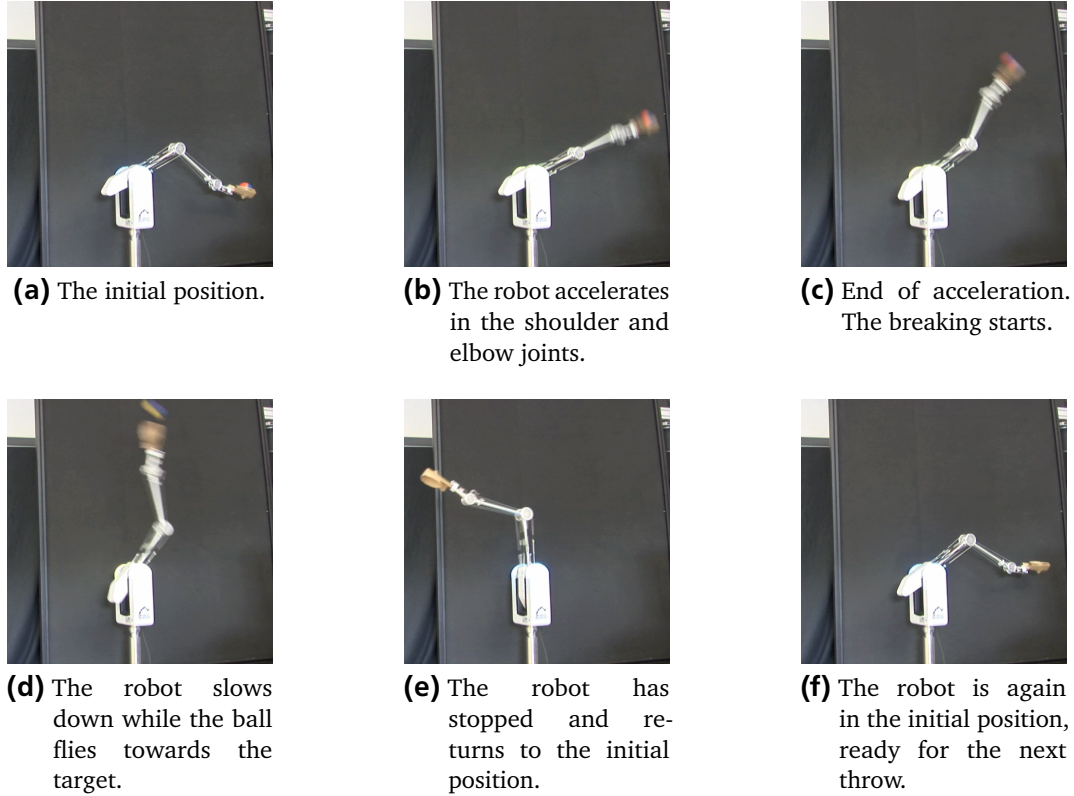 (a) The initial position.
(b) The robot accelerates
in the shoulder and
elbow joints.
(c) End of acceleration.
The breaking starts.
(d) The robot slows
down while the ball
flies towards the
target.
(e) The robot has
stopped and re-
turns to the initial
position.
(f) The robot is again
in the initial position,
ready for the next
throw.